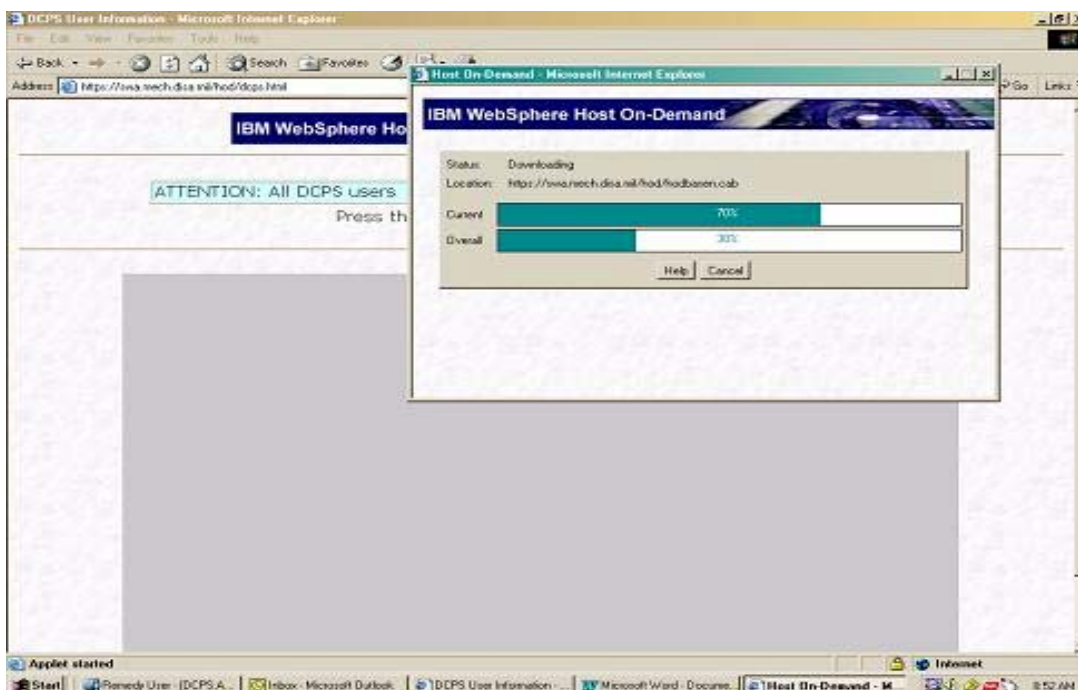 DCPS User Information - Microsoft Internet Explorer
File Edit View Favorites Tools Help
Back Search Favorites
Address https://swa.mech.disa.mil/hod/dcps.html Go Links
IBM WebSphere Ho
ATTENTION: All DCPS users
Press th
Host On-Demand - Microsoft Internet Explorer
IBM WebSphere Host On-Demand
Status: Downloading
Location: https://swa.mech.disa.mil/hod/hodbasen.cab
Current 70%
Overall 30%
Help Cancel
Applet started Internet
Start Remedy User - [DCPS A... Inbox - Microsoft Outlook DCPS User Information - ... Microsoft Word - Docume... Host On-Demand - M... 8:52 AM